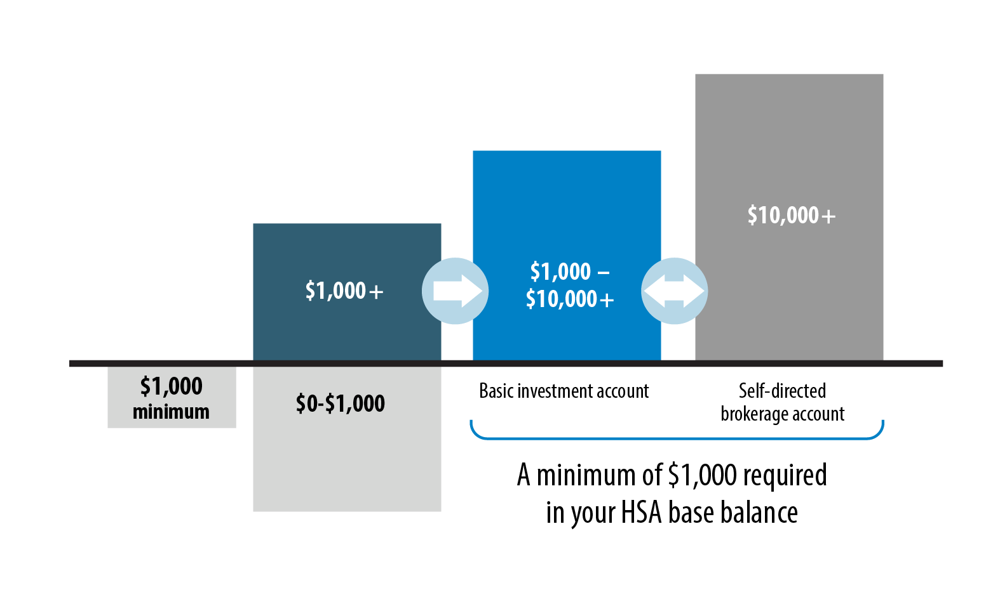 $10,000+
$1,000+
$1,000 –
$10,000+
$1,000
minimum
$0-$1,000
Basic investment account
Self-directed
brokerage account
A minimum of $1,000 required
in your HSA base balance